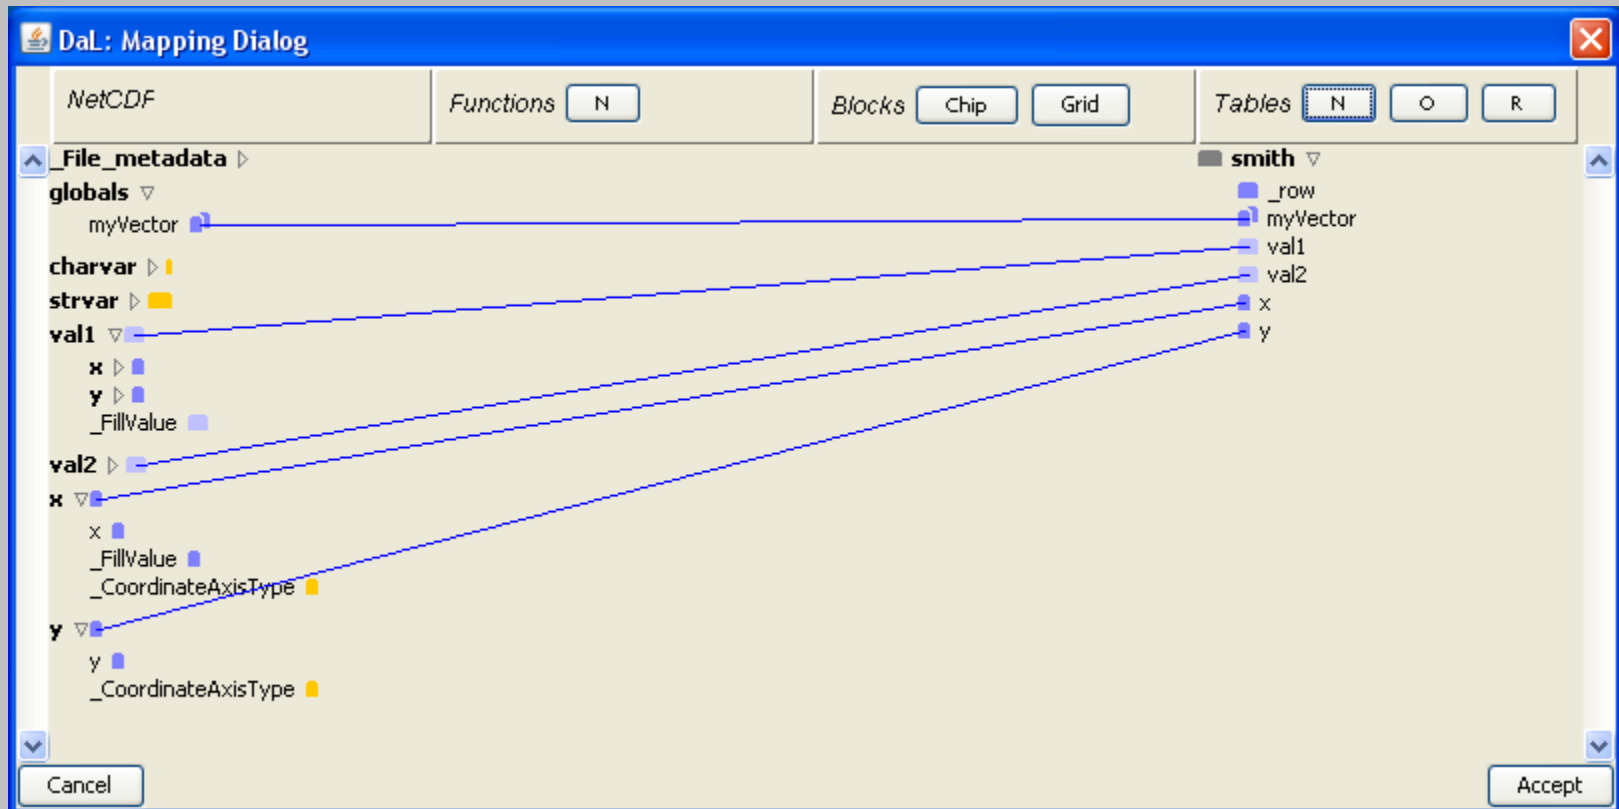 DaL: Mapping Dialog
NetCDF
Functions N
Blocks Chip Grid
Tables N O R
_File_metadata
globals
myVector
charvar
strvar
val1
x
y
_FillValue
val2
x
x
_FillValue
_CoordinateAxisType
y
y
_CoordinateAxisType
smith
_row
myVector
val1
val2
x
y
Cancel
Accept